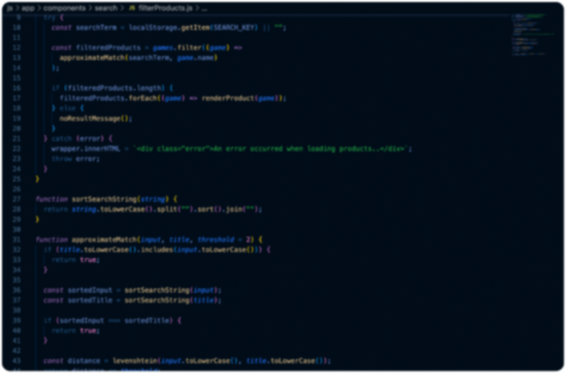 js > app > components > search > JS filterProducts.js > ...
9 try {
10 const searchTerm = localStorage.getItem(SEARCH_KEY) || "";
11
12 const filteredProducts = games.filter((game) =>
13 approximateMatch(searchTerm, game.name)
14 );
15
16 if (filteredProducts.length) {
17 filteredProducts.forEach((game) => renderProduct(game));
18 } else {
19 noResultMessage();
20 }
21 } catch (error) {
22 wrapper.innerHTML = `<div class="error">An error occurred when loading products..</div>`;
23 throw error;
24 }
25 }
26
27 function sortSearchString(string) {
28 return string.toLowerCase().split("").sort().join("");
29 }
30
31 function approximateMatch(input, title, threshold = 2) {
32 if (title.toLowerCase().includes(input.toLowerCase())) {
33 return true;
34 }
35
36 const sortedInput = sortSearchString(input);
37 const sortedTitle = sortSearchString(title);
38
39 if (sortedInput === sortedTitle) {
40 return true;
41 }
42
43 const distance = levenshtein(input.toLowerCase(), title.toLowerCase());
44 return distance <= threshold;